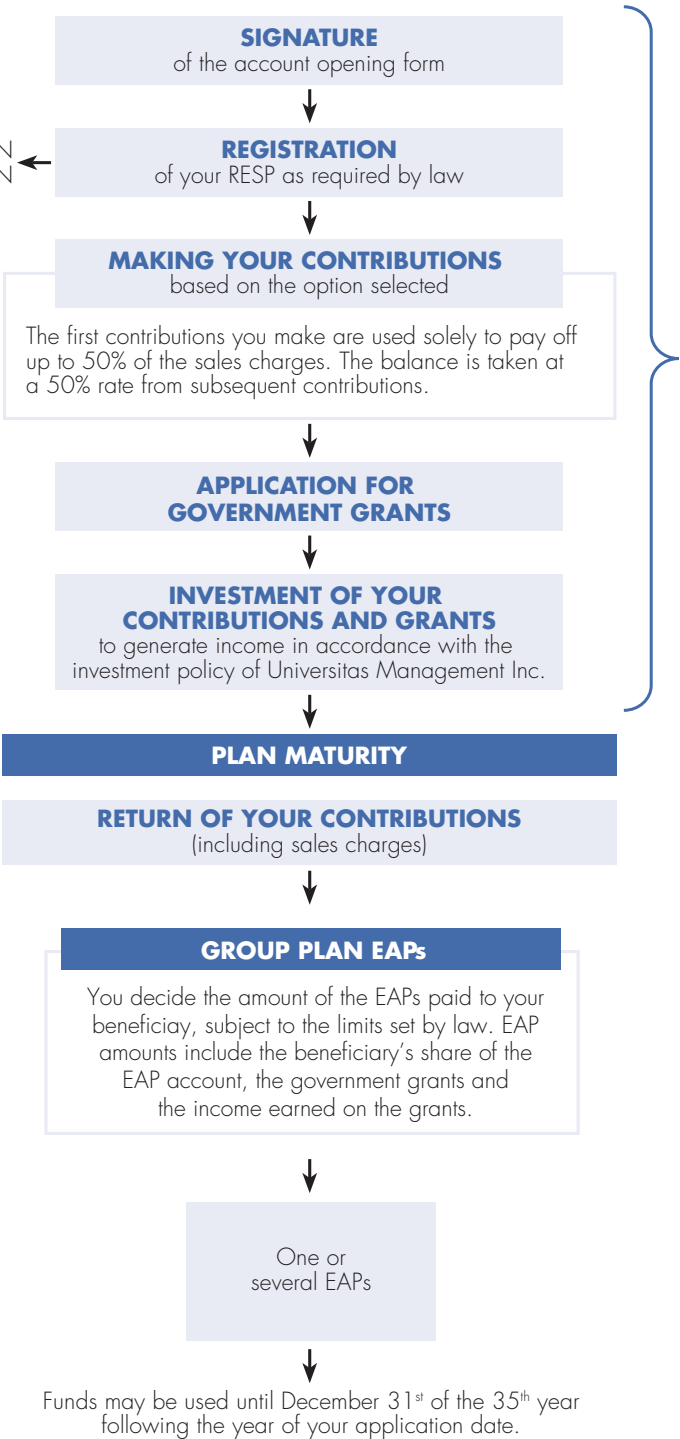 SIGNATURE
of the account opening form
REGISTRATION
of your RESP as required by law
MAKING YOUR CONTRIBUTIONS
based on the option selected
The first contributions you make are used solely to pay off
up to 50% of the sales charges. The balance is taken at
a 50% rate from subsequent contributions.
APPLICATION FOR
GOVERNMENT GRANTS
INVESTMENT OF YOUR
CONTRIBUTIONS AND GRANTS
to generate income in accordance with the
investment policy of Universitas Management Inc.
PLAN MATURITY
RETURN OF YOUR CONTRIBUTIONS
(including sales charges)
GROUP PLAN EAPs
You decide the amount of the EAPs paid to your
beneficiay, subject to the limits set by law. EAP
amounts include the beneficiary’s share of the
EAP account, the government grants and
the income earned on the grants.
One or
several EAPs
Funds may be used until December 31st of the 35th year
following the year of your application date.